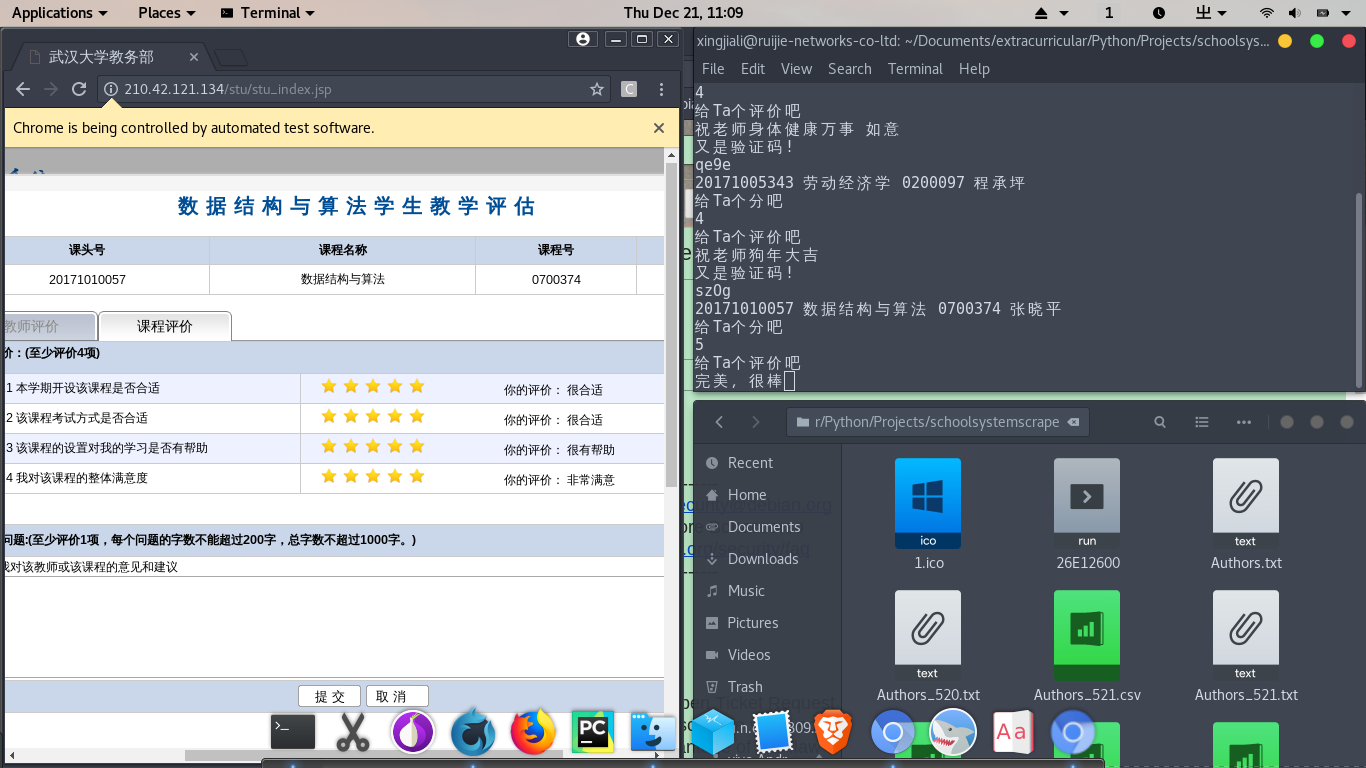 Applications Places Terminal Thu Dec 21, 11:09 1
武汉大学教务部
210.42.121.134/stu/stu_index.jsp C
Chrome is being controlled by automated test software.
数据结构与算法学生教学评估
课头号 课程名称 课程号
20171010057 数据结构与算法 0700374
教师评价 课程评价
价：(至少评价4项)
1 本学期开设该课程是否合适 你的评价： 很合适
2 该课程考试方式是否合适 你的评价： 很合适
3 该课程的设置对我的学习是否有帮助 你的评价： 很有帮助
4 我对该课程的整体满意度 你的评价： 非常满意
问题:(至少评价1项，每个问题的字数不能超过200字，总字数不超过1000字。)
我对该教师或该课程的意见和建议
提 交 取 消
xingjiali@ruijie-networks-co-ltd: ~/Documents/extracurricular/Python/Projects/schoolsys...
File Edit View Search Terminal Help
4
给Ta个评价吧
祝老师身体健康万事 如意
又是验证码!
qe9e
20171005343 劳动经济学 0200097 程承坪
给Ta个分吧
4
给Ta个评价吧
祝老师狗年大吉
又是验证码!
szOg
20171010057 数据结构与算法 0700374 张晓平
给Ta个分吧
5
给Ta个评价吧
完美, 很棒
r/Python/Projects/schoolsystemscrape
Recent
Home
Documents
Downloads
Music
Pictures
Videos
Trash
ico run text
1.ico 26E12600 Authors.txt
text text
Authors_520.txt Authors_521.csv Authors_521.txt
PC
Aa